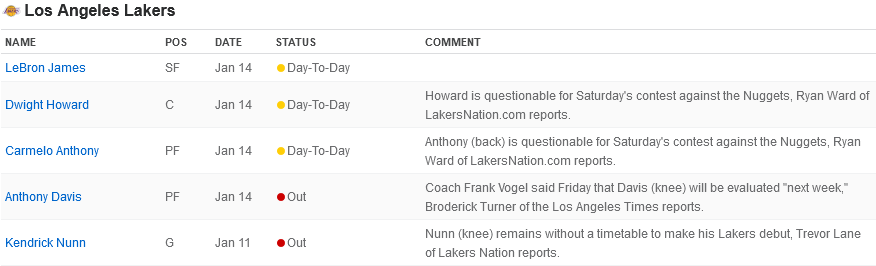 Los Angeles Lakers
NAME POS DATE STATUS COMMENT
LeBron James SF Jan 14 Day-To-Day
Dwight Howard C Jan 14 Day-To-Day Howard is questionable for Saturday's contest against the Nuggets, Ryan Ward of
LakersNation.com reports.
Carmelo Anthony PF Jan 14 Day-To-Day Anthony (back) is questionable for Saturday's contest against the Nuggets, Ryan
Ward of LakersNation.com reports.
Anthony Davis PF Jan 14 Out Coach Frank Vogel said Friday that Davis (knee) will be evaluated "next week,"
Broderick Turner of the Los Angeles Times reports.
Kendrick Nunn G Jan 11 Out Nunn (knee) remains without a timetable to make his Lakers debut, Trevor Lane
of Lakers Nation reports.